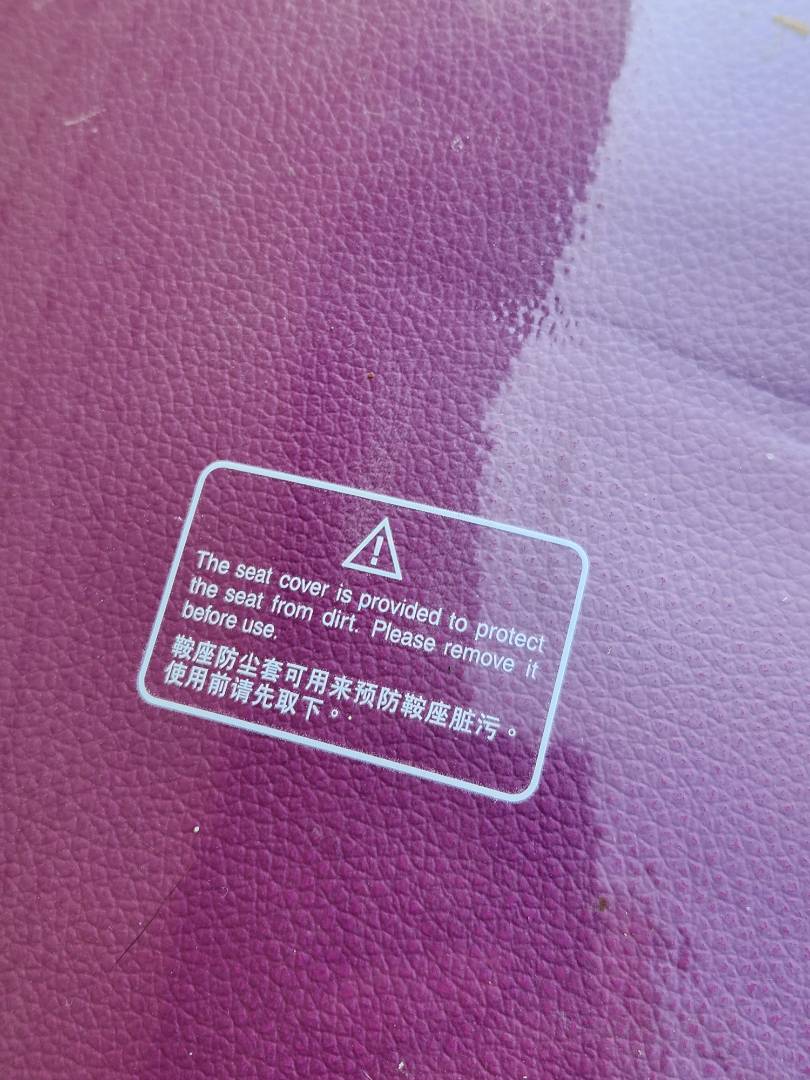 The seat cover is provided to protect
the seat from dirt. Please remove it
before use.
鞍座防尘套可用来预防鞍座脏污。
使用前请先取下。